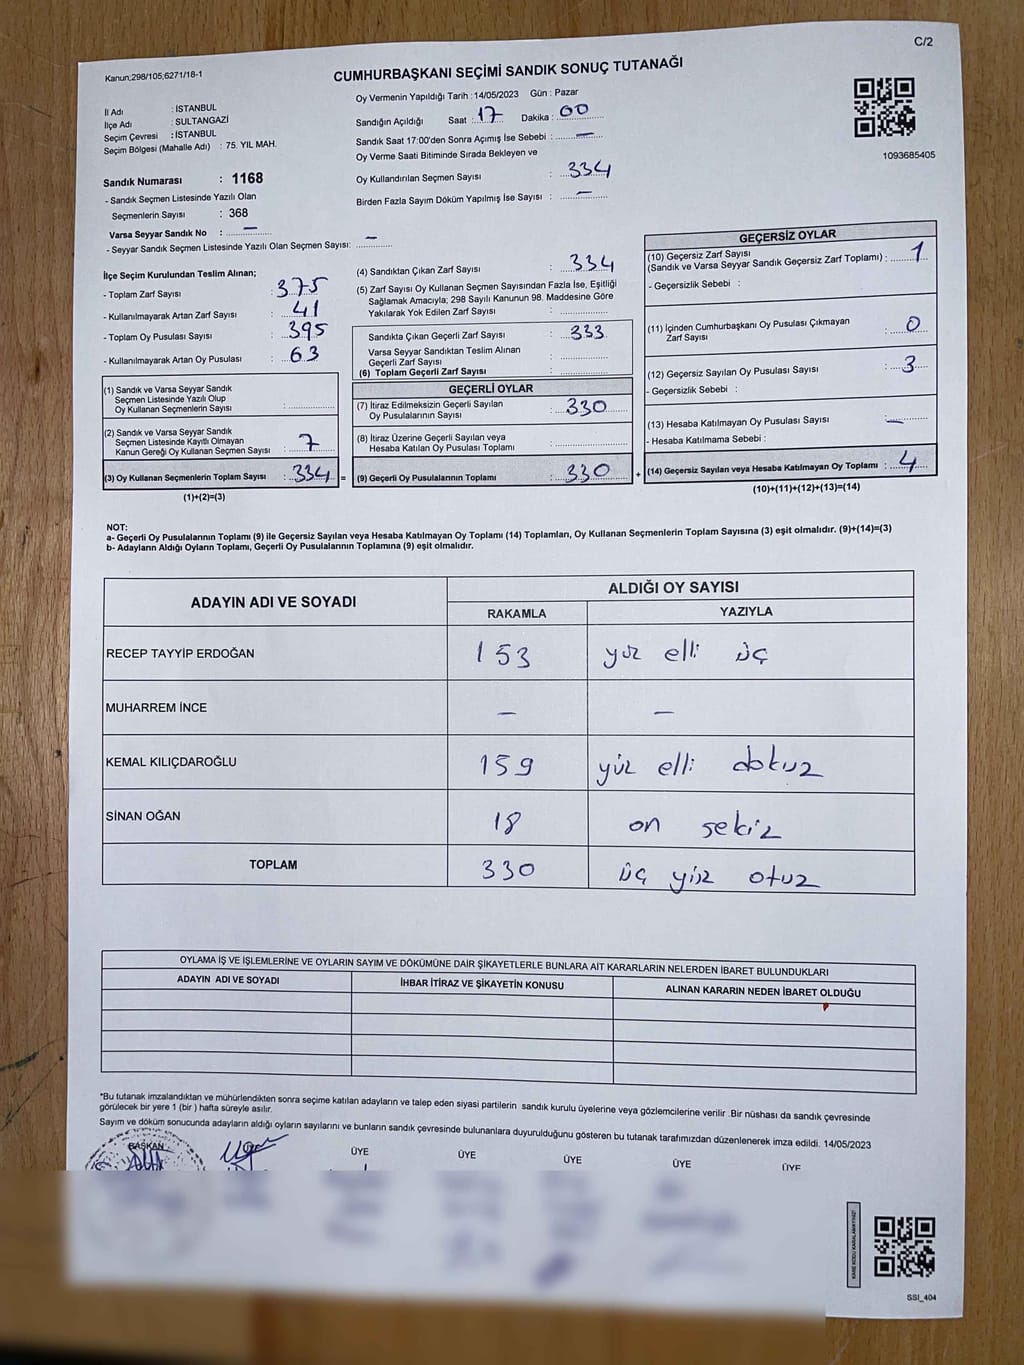 C/2
Kanun;298/105;6271/18-1
CUMHURBAŞKANI SEÇİMİ SANDIK SONUÇ TUTANAĞI
İl Adı : İSTANBUL
İlçe Adı : SULTANGAZİ
Seçim Çevresi : İSTANBUL
Seçim Bölgesi (Mahalle Adı) : 75. YIL MAH.
Sandık Numarası : 1168
- Sandık Seçmen Listesinde Yazılı Olan
Seçmenlerin Sayısı : 368
Varsa Seyyar Sandık No : —
- Seyyar Sandık Seçmen Listesinde Yazılı Olan Seçmen Sayısı: —
Oy Vermenin Yapıldığı Tarih :14/05/2023 Gün : Pazar
Sandığın Açıldığı Saat : 17 Dakika : 00
Sandık Saat 17:00'den Sonra Açımış İse Sebebi : —
Oy Verme Saati Bitiminde Sırada Bekleyen ve
Oy Kullandırılan Seçmen Sayısı : 334
Birden Fazla Sayım Döküm Yapılmış İse Sayısı : —
1093685405
İlçe Seçim Kurulundan Teslim Alınan;
- Toplam Zarf Sayısı : 375
- Kullanılmayarak Artan Zarf Sayısı : 41
- Toplam Oy Pusulası Sayısı : 395
- Kullanılmayarak Artan Oy Pusulası : 63
(1) Sandık ve Varsa Seyyar Sandık
Seçmen Listesinde Yazılı Olup
Oy Kullanan Seçmenlerin Sayısı :
(2) Sandık ve Varsa Seyyar Sandık
Seçmen Listesinde Kayıtlı Olmayan
Kanun Gereği Oy Kullanan Seçmen Sayısı : 7
(3) Oy Kullanan Seçmenlerin Toplam Sayısı : 334 =
(1)+(2)=(3)
(4) Sandıktan Çıkan Zarf Sayısı : 334
(5) Zarf Sayısı Oy Kullanan Seçmen Sayısından Fazla İse, Eşitliği
Sağlamak Amacıyla; 298 Sayılı Kanunun 98. Maddesine Göre
Yakılarak Yok Edilen Zarf Sayısı :
Sandıkta Çıkan Geçerli Zarf Sayısı : 333
Varsa Seyyar Sandıktan Teslim Alınan
Geçerli Zarf Sayısı :
(6) Toplam Geçerli Zarf Sayısı :
GEÇERLİ OYLAR
(7) İtiraz Edilmeksizin Geçerli Sayılan
Oy Pusulalarının Sayısı : 330
(8) İtiraz Üzerine Geçerli Sayılan veya
Hesaba Katılan Oy Pusulası Toplamı :
(9) Geçerli Oy Pusulalarının Toplamı : 330 +
GEÇERSİZ OYLAR
(10) Geçersiz Zarf Sayısı
(Sandık ve Varsa Seyyar Sandık Geçersiz Zarf Toplamı) : 1
- Geçersizlik Sebebi :
(11) İçinden Cumhurbaşkanı Oy Pusulası Çıkmayan
Zarf Sayısı : 0
(12) Geçersiz Sayılan Oy Pusulası Sayısı : 3
- Geçersizlik Sebebi :
(13) Hesaba Katılmayan Oy Pusulası Sayısı : —
- Hesaba Katılmama Sebebi :
(14) Geçersiz Sayılan veya Hesaba Katılmayan Oy Toplamı : 4
(10)+(11)+(12)+(13)=(14)
NOT:
a- Geçerli Oy Pusulalarının Toplamı (9) ile Geçersiz Sayılan veya Hesaba Katılmayan Oy Toplamı (14) Toplamları, Oy Kullanan Seçmenlerin Toplam Sayısına (3) eşit olmalıdır. (9)+(14)=(3)
b- Adayların Aldığı Oyların Toplamı, Geçerli Oy Pusulalarının Toplamına (9) eşit olmalıdır.
ADAYIN ADI VE SOYADI ALDIĞI OY SAYISI
RAKAMLA YAZIYLA
RECEP TAYYİP ERDOĞAN 153 yüz elli üç
MUHARREM İNCE — —
KEMAL KILIÇDAROĞLU 159 yüz elli dokuz
SİNAN OĞAN 18 on sekiz
TOPLAM 330 üç yüz otuz
OYLAMA İŞ VE İŞLEMLERİNE VE OYLARIN SAYIM VE DÖKÜMÜNE DAİR ŞİKAYETLERLE BUNLARA AİT KARARLARIN NELERDEN İBARET BULUNDUKLARI
ADAYIN ADI VE SOYADI İHBAR İTİRAZ VE ŞİKAYETİN KONUSU ALINAN KARARIN NEDEN İBARET OLDUĞU
*Bu tutanak imzalandıktan ve mühürlendikten sonra seçime katılan adayların ve talep eden siyasi partilerin sandık kurulu üyelerine veya gözlemcilerine verilir .Bir nüshası da sandık çevresinde
görülecek bir yere 1 (bir ) hafta süreyle asılır.
Sayım ve döküm sonucunda adayların aldığı oyların sayılarını ve bunların sandık çevresinde bulunanlara duyurulduğunu gösteren bu tutanak tarafımızdan düzenlenerek imza edildi. 14/05/2023
BAŞKAN ÜYE ÜYE ÜYE ÜYE ÜYE
SSI_404